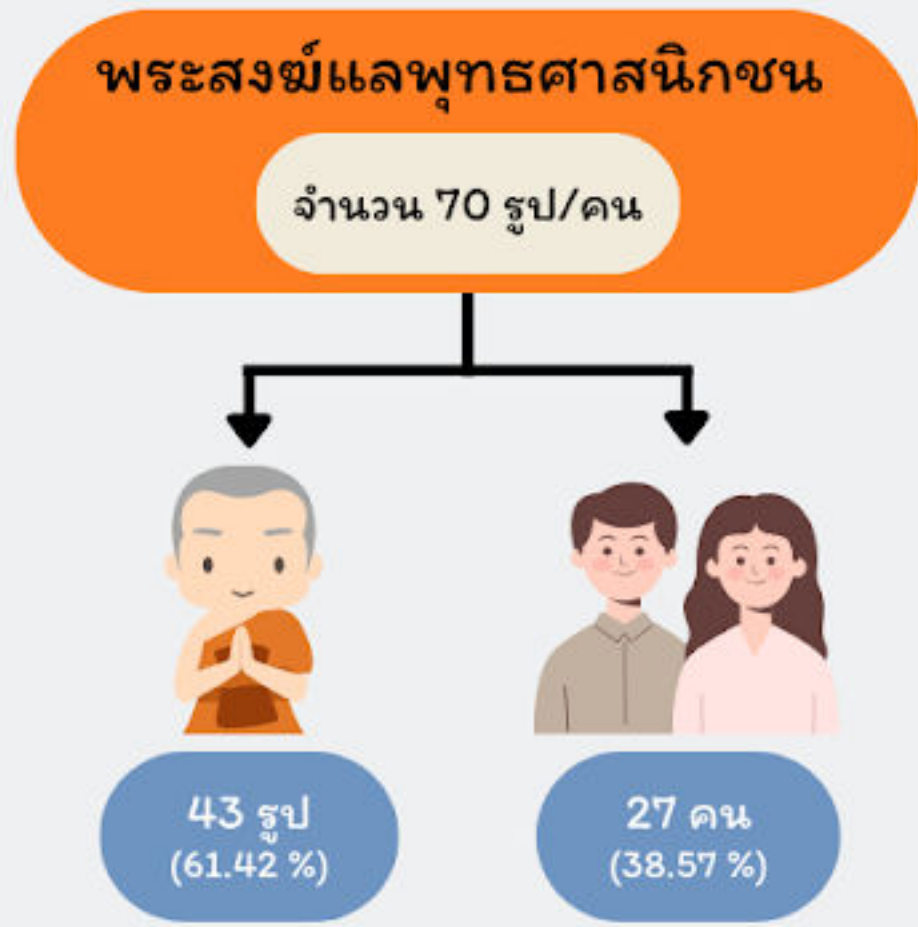 พระสงฆ์แลพุทธศาสนิกชน
จำนวน 70 รูป/คน
43 รูป
(61.42 %)
27 คน
(38.57 %)